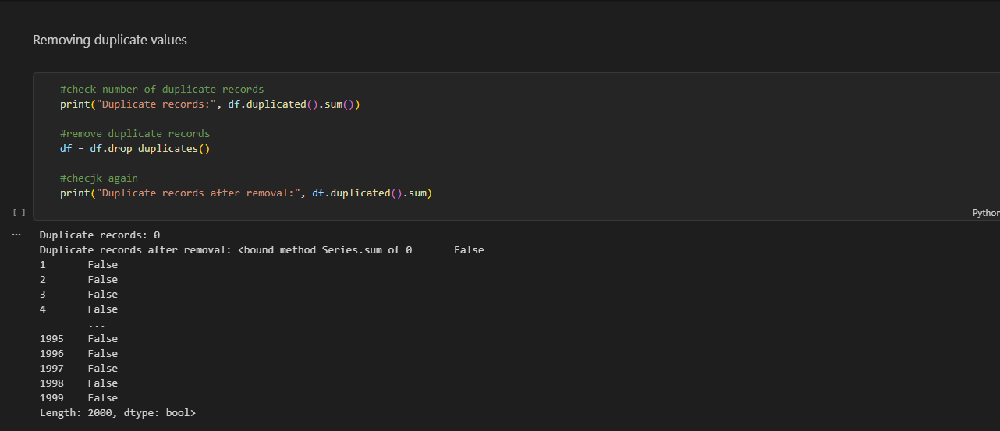 Removing duplicate values
#check number of duplicate records
print("Duplicate records:", df.duplicated().sum())
#remove duplicate records
df = df.drop_duplicates()
#checjk again
print("Duplicate records after removal:", df.duplicated().sum)
[ ]
Python
...
Duplicate records: 0
Duplicate records after removal: <bound method Series.sum of 0       False
1       False
2       False
3       False
4       False
        ...
1995    False
1996    False
1997    False
1998    False
1999    False
Length: 2000, dtype: bool>